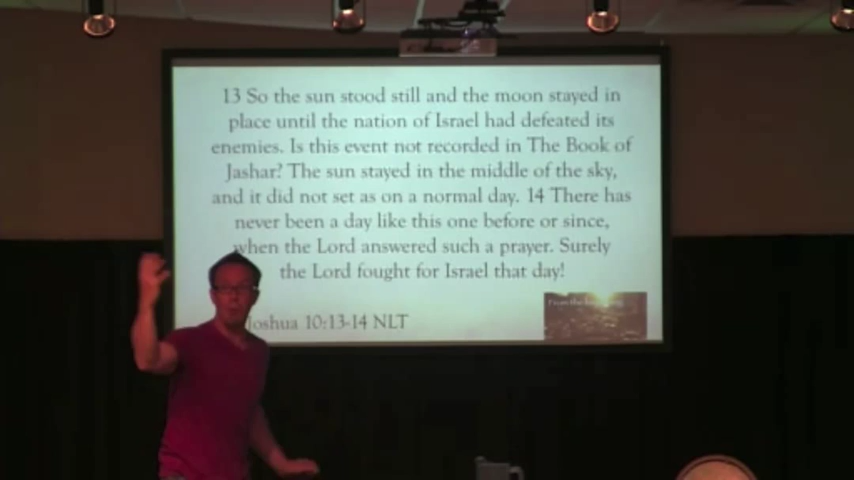 13 So the sun stood still and the moon stayed in
place until the nation of Israel had defeated its
enemies. Is this event not recorded in The Book of
Jashar? The sun stayed in the middle of the sky,
and it did not set as on a normal day. 14 There has
never been a day like this one before or since,
when the Lord answered such a prayer. Surely
the Lord fought for Israel that day!
From the
Joshua 10:13-14 NLT